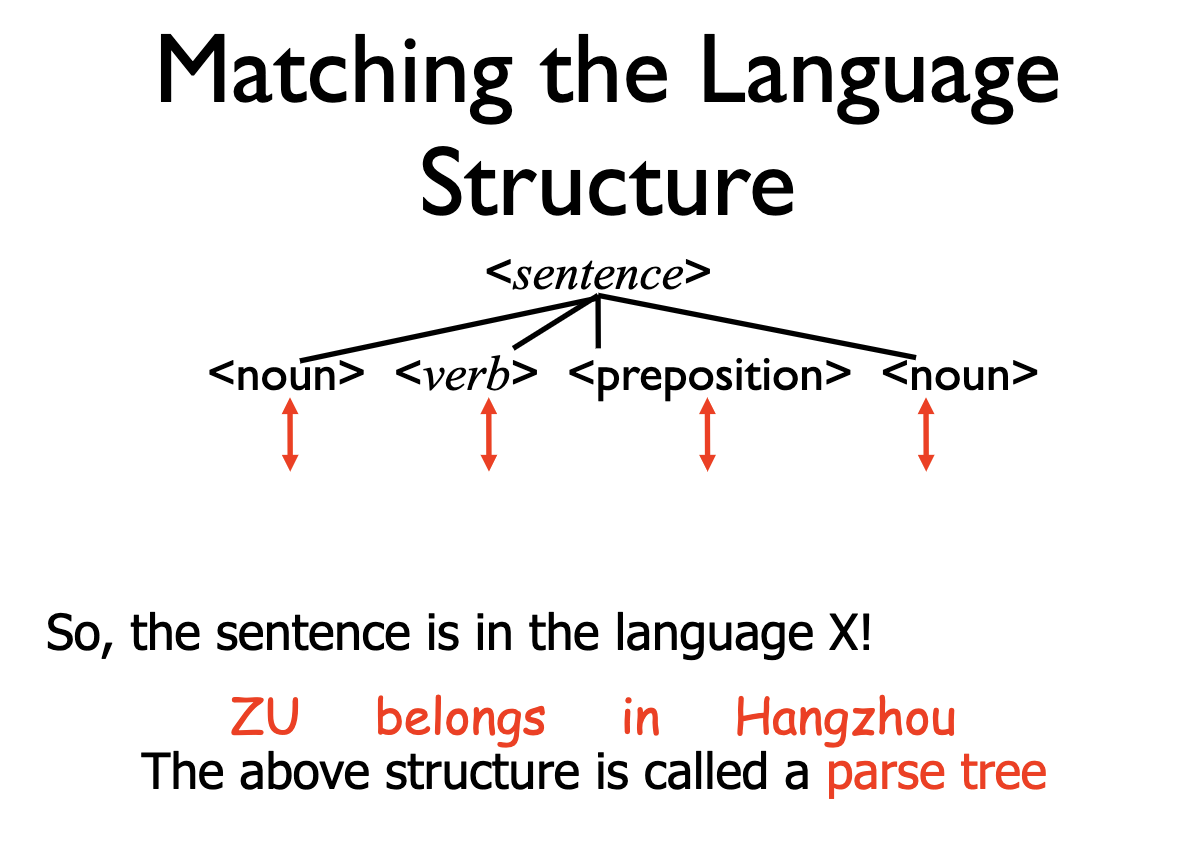 Matching the Language
Structure
<sentence>
<noun> <verb> <preposition> <noun>
So, the sentence is in the language X!
ZU belongs in Hangzhou
The above structure is called a parse tree